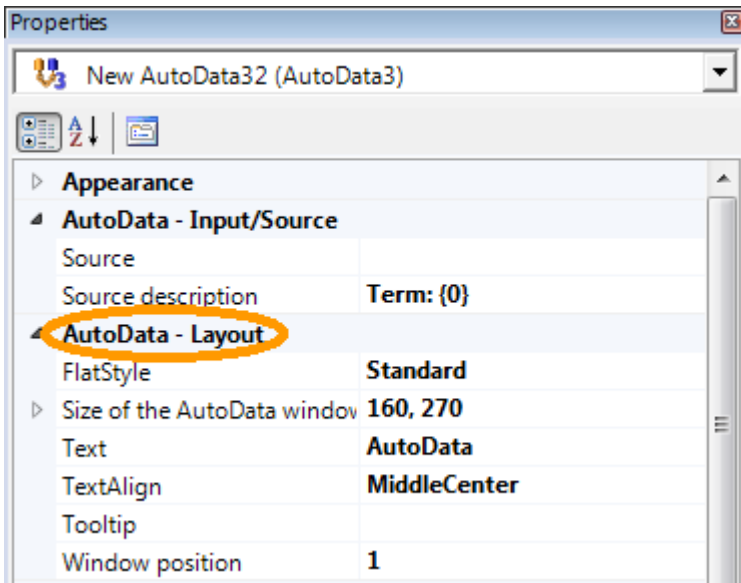 Properties
New AutoData32 (AutoData3)
Appearance
AutoData - Input/Source
Source
Source description Term: {0}
AutoData - Layout
FlatStyle Standard
Size of the AutoData window 160, 270
Text AutoData
TextAlign MiddleCenter
Tooltip
Window position 1